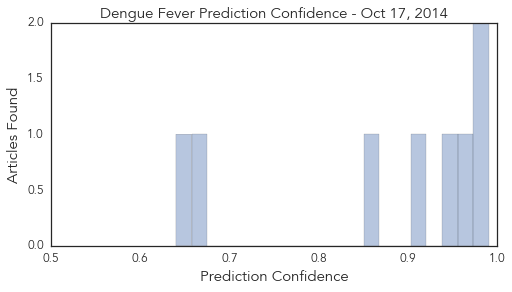 Dengue Fever Prediction Confidence - Oct 17, 2014
2.0
1.5
1.0
0.5
0.0
Articles Found
0.5 0.6 0.7 0.8 0.9 1.0
Prediction Confidence